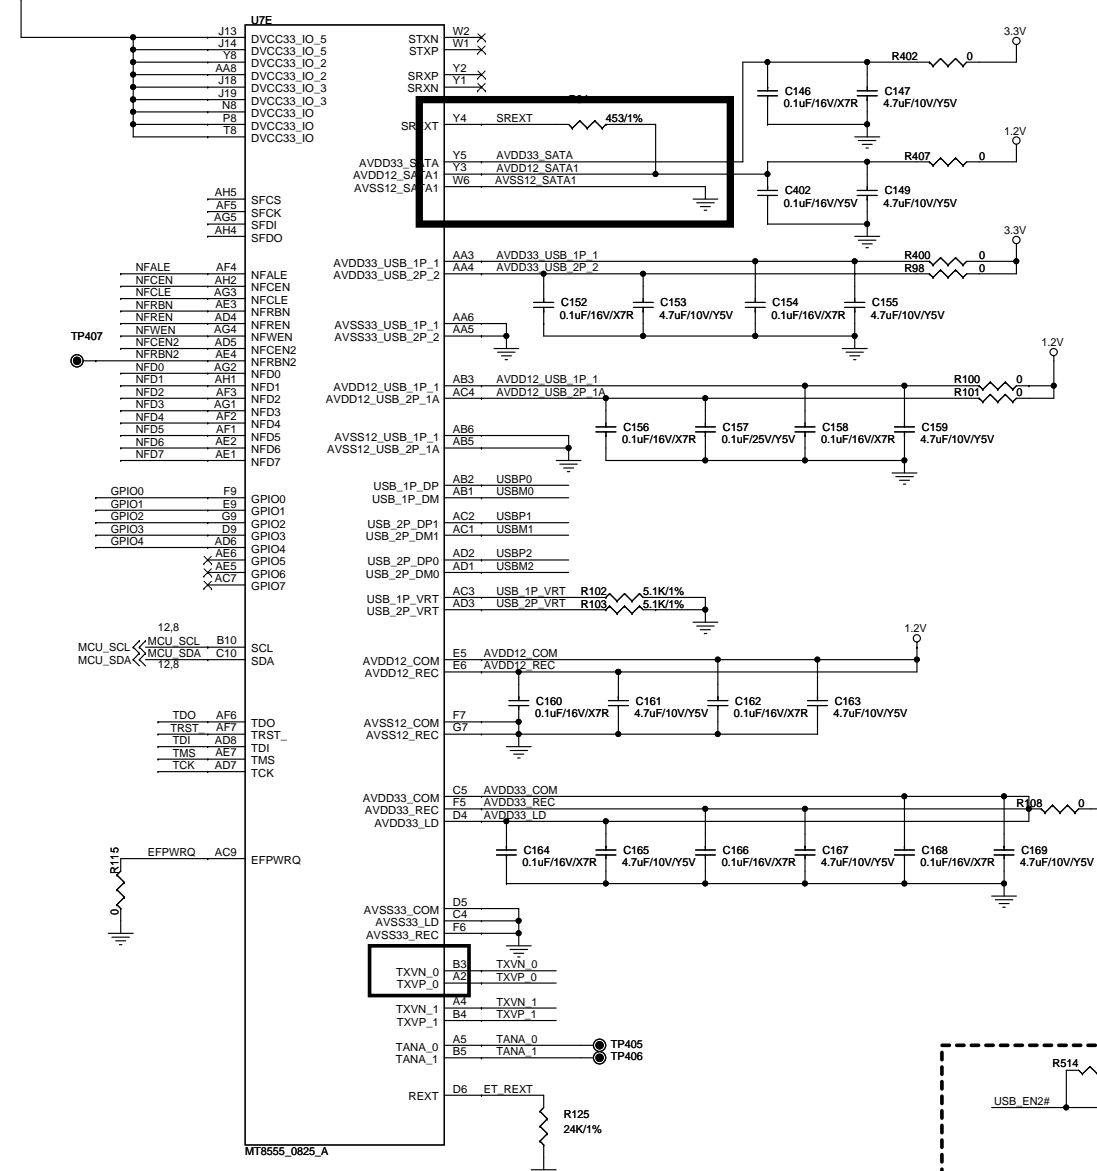 U7E
J13 DVCC33_IO_5
J14 DVCC33_IO_5
Y8 DVCC33_IO_2
AA8 DVCC33_IO_2
J18 DVCC33_IO_3
J19 DVCC33_IO_3
N8 DVCC33_IO
P8 DVCC33_IO
T8 DVCC33_IO
AH5 SFCS
AF5 SFCK
AG5 SFDI
AH4 SFDO
NFALE AF4 NFALE
NFCEN AH2 NFCEN
NFCLE AG3 NFCLE
NFRBN AE3 NFRBN
NFREN AD4 NFREN
NFWEN AG4 NFWEN
NFCEN2 AD5 NFCEN2
TP407
NFRBN2 AE4 NFRBN2
NFD0 AG2 NFD0
NFD1 AH1 NFD1
NFD2 AF3 NFD2
NFD3 AG1 NFD3
NFD4 AF2 NFD4
NFD5 AF1 NFD5
NFD6 AE2 NFD6
NFD7 AE1 NFD7
GPIO0 F9 GPIO0
GPIO1 E9 GPIO1
GPIO2 G9 GPIO2
GPIO3 D9 GPIO3
GPIO4 AD6 GPIO4
AE6 GPIO5
AE5 GPIO6
AC7 GPIO7
12,8
MCU_SCL MCU_SCL B10 SCL
MCU_SDA MCU_SDA C10 SDA
12,8
TDO AF6 TDO
TRST_ AF7 TRST_
TDI AD8 TDI
TMS AE7 TMS
TCK AD7 TCK
EFPWRQ AC9 EFPWRQ
R115
0
STXN W2
STXP W1
SRXP Y2
SRXN Y1
SREXT Y4 SREXT 453/1%
AVDD33_SATA Y5 AVDD33_SATA
AVDD12_SATA1 Y3 AVDD12_SATA1
AVSS12_SATA1 W6 AVSS12_SATA1
R402 0 3.3V
C146 C147
0.1uF/16V/X7R 4.7uF/10V/Y5V
R407 0 1.2V
C402 C149
0.1uF/16V/Y5V 4.7uF/10V/Y5V
3.3V
AVDD33_USB_1P_1 AA3 AVDD33_USB_1P_1 R400 0
AVDD33_USB_2P_2 AA4 AVDD33_USB_2P_2 R98 0
C152 C153 C154 C155
0.1uF/16V/X7R 4.7uF/10V/Y5V 0.1uF/16V/X7R 4.7uF/10V/Y5V
AVSS33_USB_1P_1 AA6
AVSS33_USB_2P_2 AA5
1.2V
AVDD12_USB_1P_1 AB3 AVDD12_USB_1P_1 R100 0
AVDD12_USB_2P_1A AC4 AVDD12_USB_2P_1A R101 0
C156 C157 C158 C159
0.1uF/16V/X7R 0.1uF/25V/Y5V 0.1uF/16V/X7R 4.7uF/10V/Y5V
AVSS12_USB_1P_1 AB6
AVSS12_USB_2P_1A AB5
USB_1P_DP AB2 USBP0
USB_1P_DM AB1 USBM0
USB_2P_DP1 AC2 USBP1
USB_2P_DM1 AC1 USBM1
USB_2P_DP0 AD2 USBP2
USB_2P_DM0 AD1 USBM2
USB_1P_VRT AC3 USB_1P_VRT R102 5.1K/1%
USB_2P_VRT AD3 USB_2P_VRT R103 5.1K/1%
1.2V
AVDD12_COM E5 AVDD12_COM
AVDD12_REC E6 AVDD12_REC
C160 C161 C162 C163
0.1uF/16V/X7R 4.7uF/10V/Y5V 0.1uF/16V/X7R 4.7uF/10V/Y5V
AVSS12_COM F7
AVSS12_REC G7
AVDD33_COM C5 AVDD33_COM
AVDD33_REC F5 AVDD33_REC R108 0
AVDD33_LD D4 AVDD33_LD
C164 C165 C166 C167 C168 C169
0.1uF/16V/X7R 4.7uF/10V/Y5V 0.1uF/16V/X7R 4.7uF/10V/Y5V 0.1uF/16V/X7R 4.7uF/10V/Y5V
AVSS33_COM D5
AVSS33_LD C4
AVSS33_REC F6
TXVN_0 B3 TXVN_0
TXVP_0 A2 TXVP_0
TXVN_1 A4 TXVN_1
TXVP_1 B4 TXVP_1
TANA_0 A5 TANA_0 TP405
TANA_1 B5 TANA_1 TP406
REXT D6 ET_REXT
R125
24K/1%
R514
USB_EN2#
MT8555_0825_A